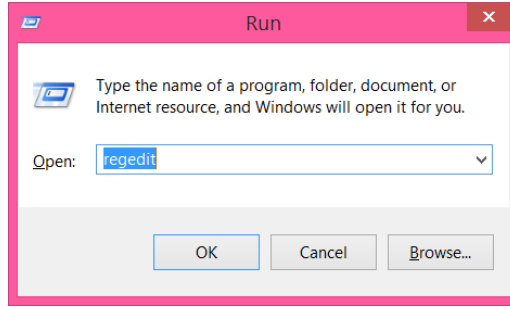 Run
Type the name of a program, folder, document, or
Internet resource, and Windows will open it for you.
Open: regedit
OK Cancel Browse...